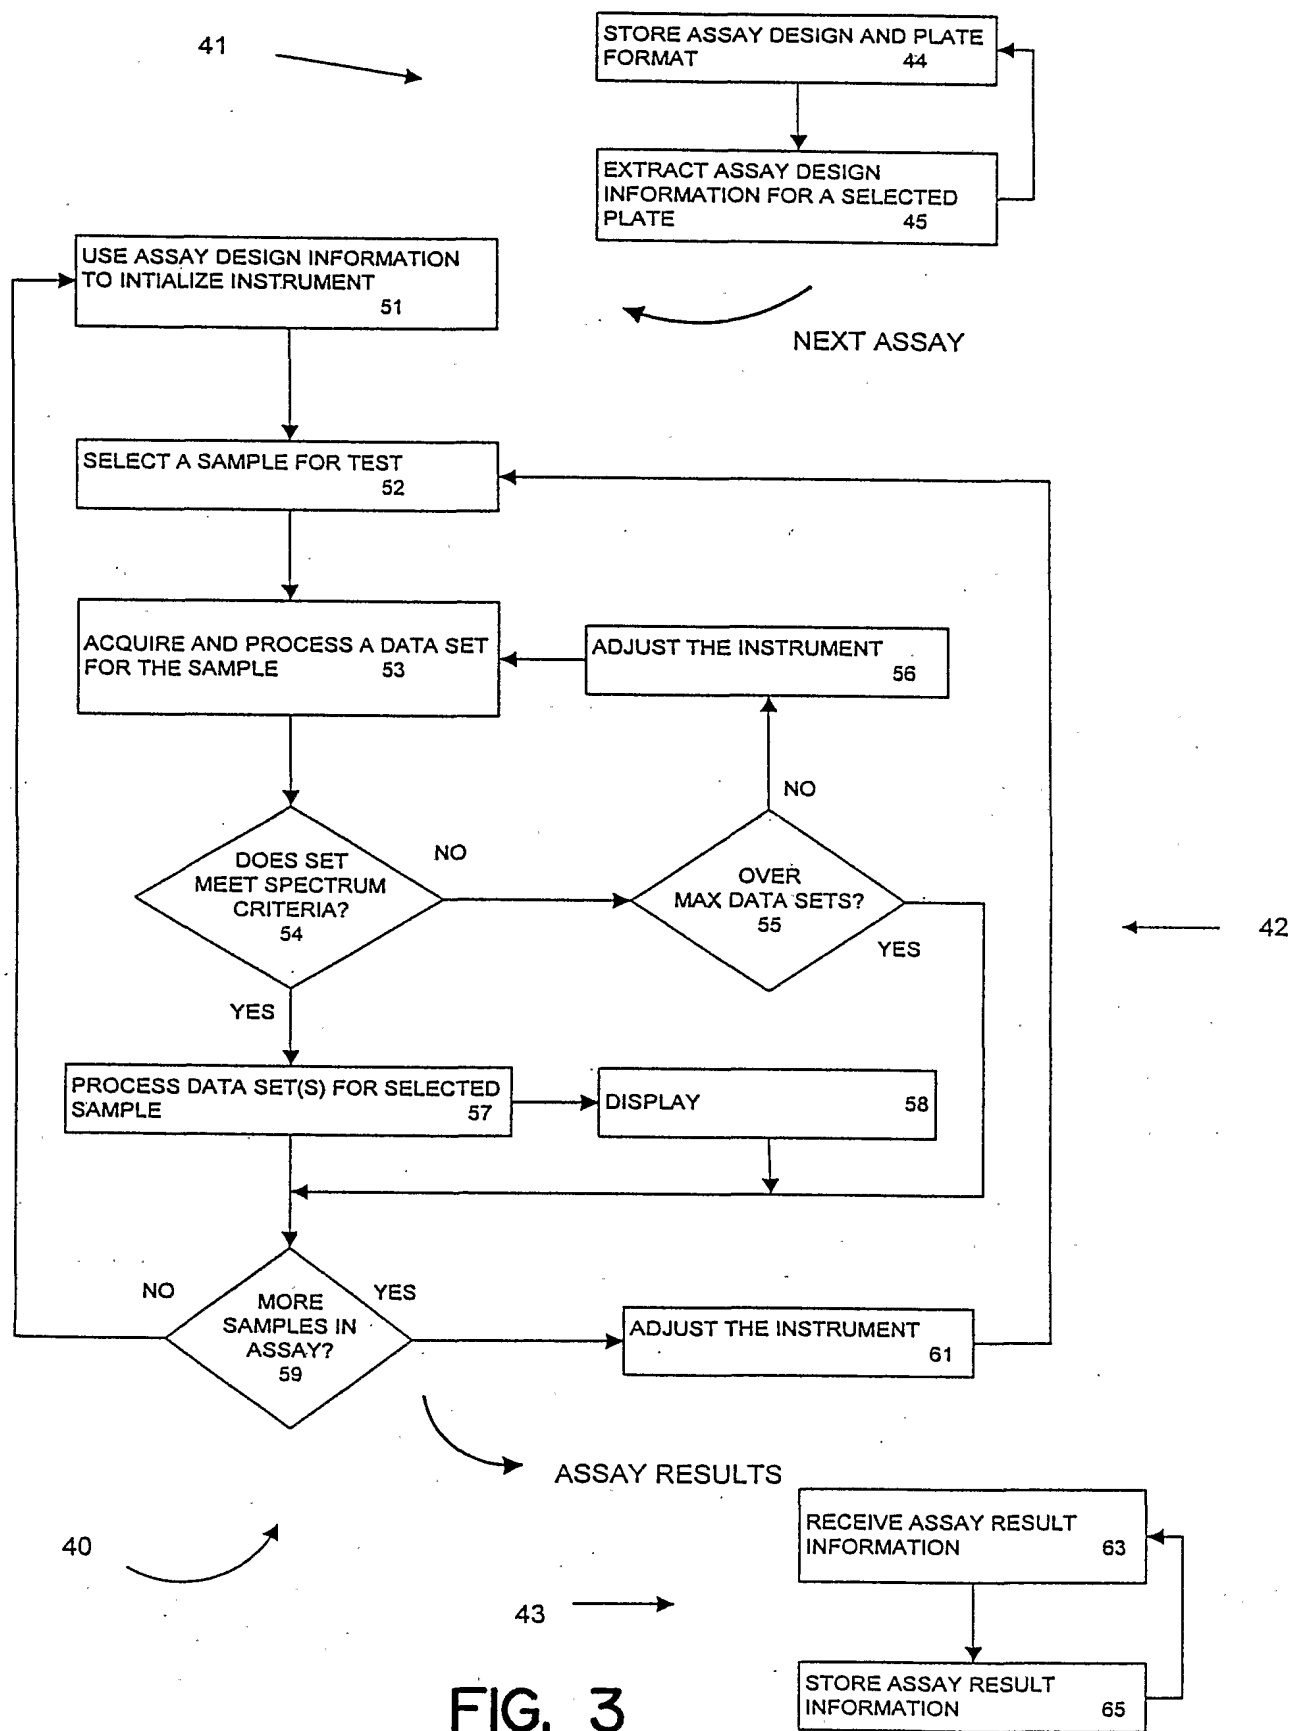 41
STORE ASSAY DESIGN AND PLATE
FORMAT 44
EXTRACT ASSAY DESIGN
INFORMATION FOR A SELECTED
PLATE 45
USE ASSAY DESIGN INFORMATION
TO INTIALIZE INSTRUMENT
51
NEXT ASSAY
SELECT A SAMPLE FOR TEST
52
ACQUIRE AND PROCESS A DATA SET
FOR THE SAMPLE 53
ADJUST THE INSTRUMENT
56
NO
DOES SET
MEET SPECTRUM
CRITERIA?
54
NO
OVER
MAX DATA SETS?
55
YES
42
YES
PROCESS DATA SET(S) FOR SELECTED
SAMPLE 57
DISPLAY 58
NO
MORE
SAMPLES IN
ASSAY?
59
YES
ADJUST THE INSTRUMENT
61
ASSAY RESULTS
40
RECEIVE ASSAY RESULT
INFORMATION 63
43
STORE ASSAY RESULT
INFORMATION 65
FIG. 3